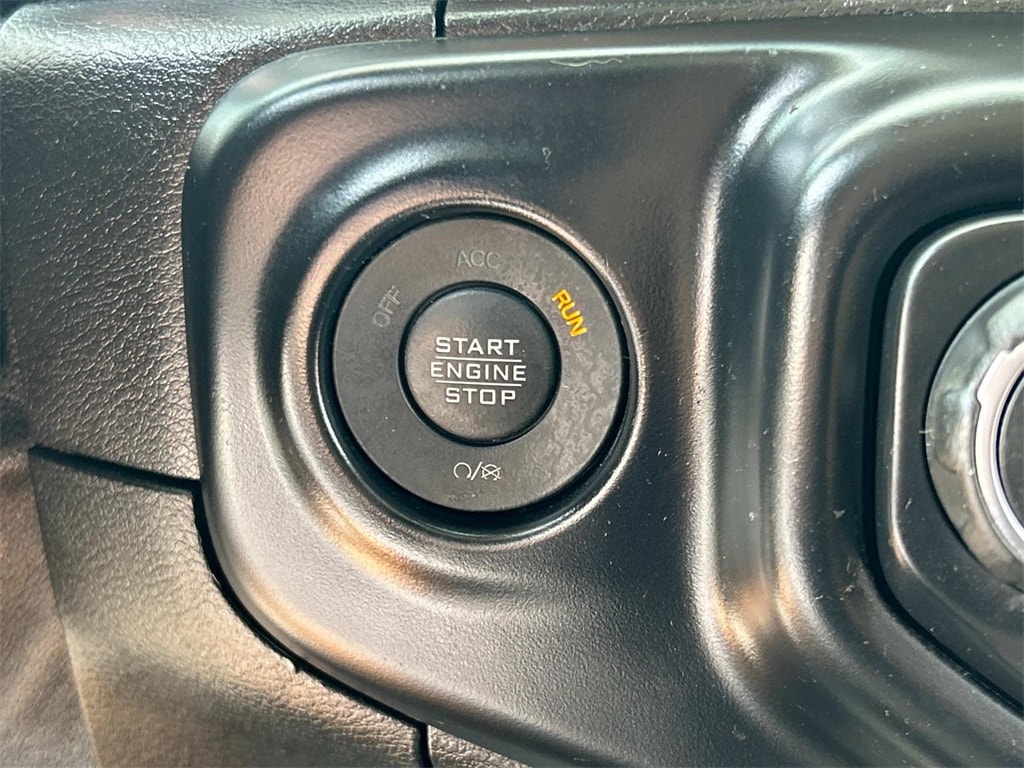 ACC
OFF
RUN
START
ENGINE
STOP